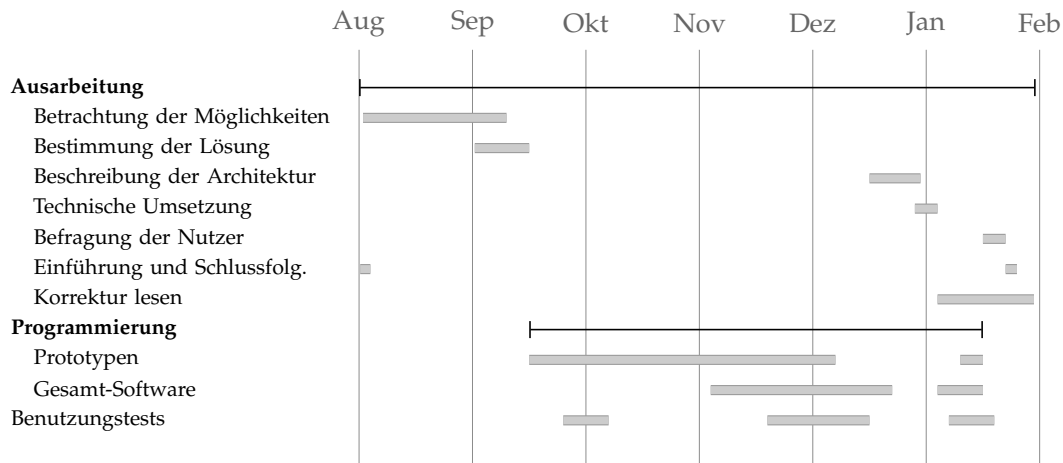 Aug Sep Okt Nov Dez Jan Feb
Ausarbeitung
Betrachtung der Möglichkeiten
Bestimmung der Lösung
Beschreibung der Architektur
Technische Umsetzung
Befragung der Nutzer
Einführung und Schlussfolg.
Korrektur lesen
Programmierung
Prototypen
Gesamt-Software
Benutzungstests